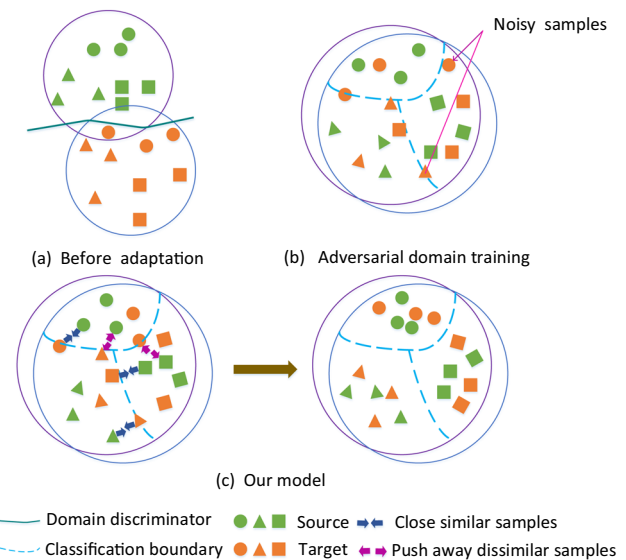 Noisy samples
(a) Before adaptation
(b) Adversarial domain training
(c) Our model
Domain discriminator
Source
Close similar samples
Classification boundary
Target
Push away dissimilar samples